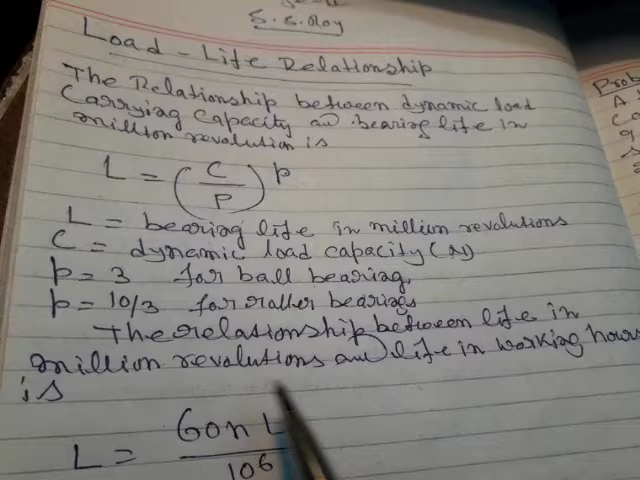 S.S.Roy
Load-Life Relationship
The Relationship between dynamic load
Carrying Capacity and bearing life in
million revolution is
L = (C/P)^p
L = bearing life in million revolutions
C = dynamic load capacity (N)
p = 3 for ball bearing
p = 10/3 for roller bearings
The relationship between life in
million revolutions and life in working hours
is
L = 60n L / 10^6
Prob
A
Co